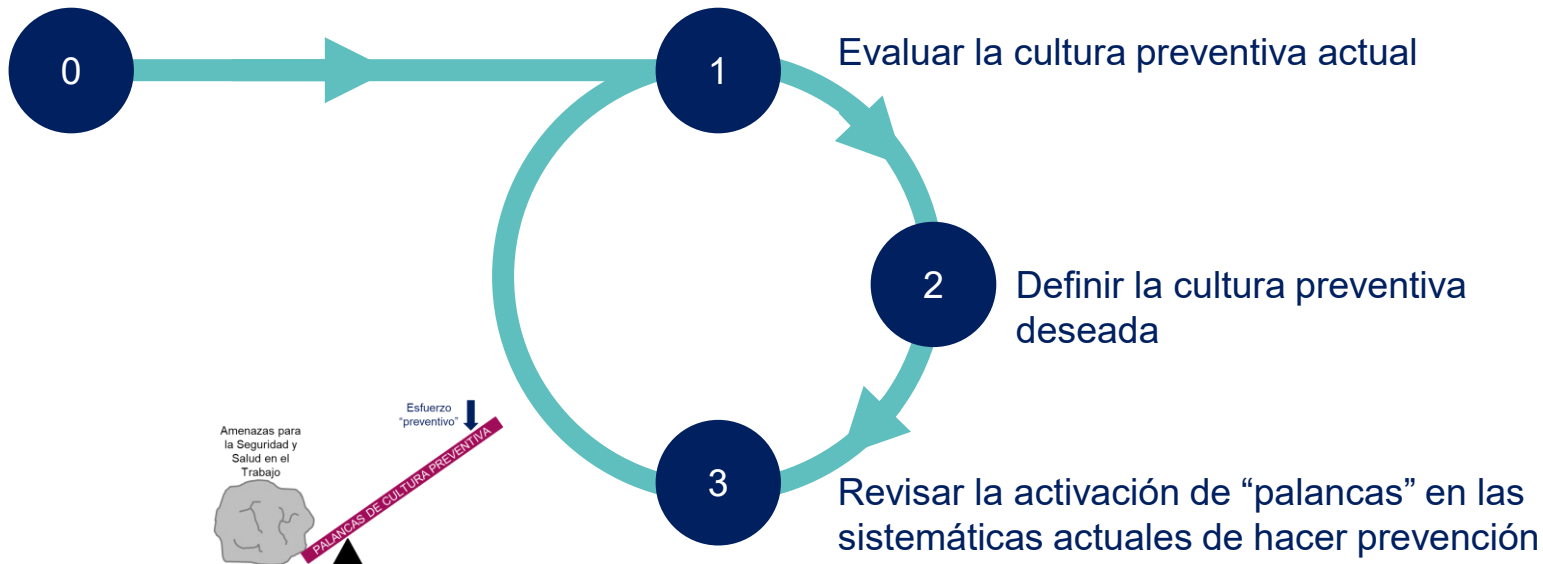 0
1
Evaluar la cultura preventiva actual
2
Definir la cultura preventiva
deseada
3
Revisar la activación de “palancas” en las
sistemáticas actuales de hacer prevención
Amenazas para
la Seguridad y
Salud en el
Trabajo
Esfuerzo
“preventivo”
PALANCAS DE CULTURA PREVENTIVA